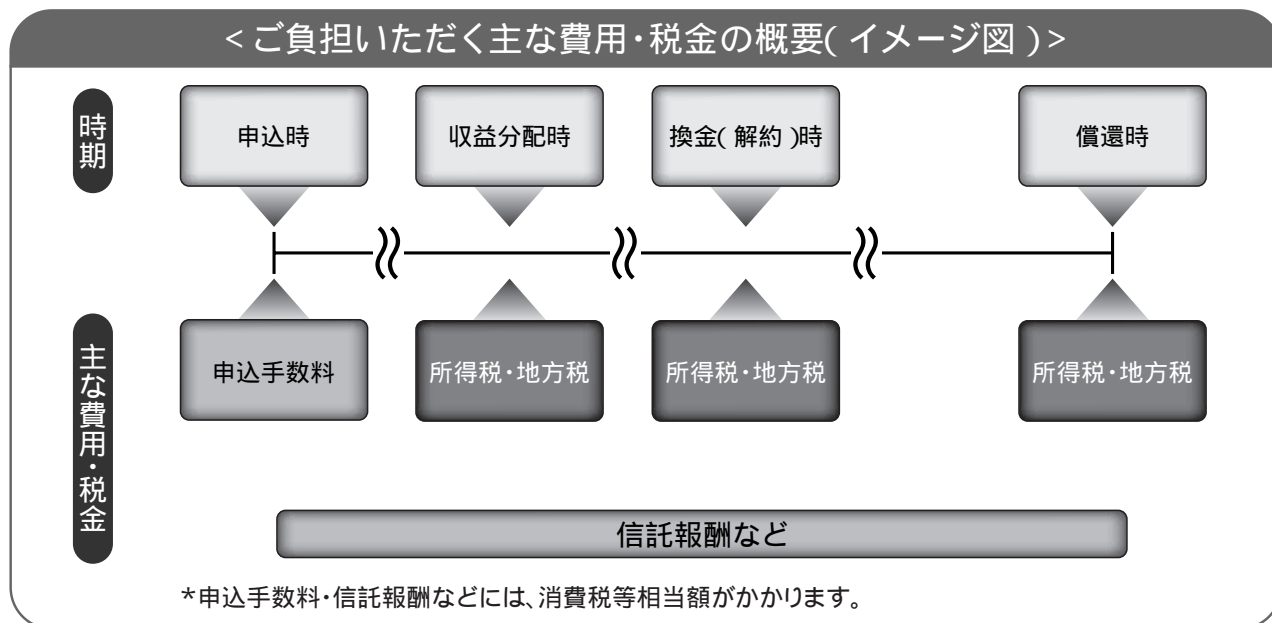 <ご負担いただく主な費用・税金の概要(イメージ図)>
時期
申込時
収益分配時
換金(解約)時
償還時
主な費用・税金
申込手数料
所得税・地方税
所得税・地方税
所得税・地方税
信託報酬など
*申込手数料・信託報酬などには、消費税等相当額がかかります。